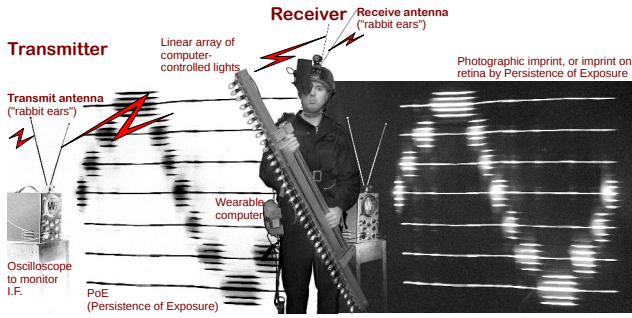 Receiver
Receive antenna
("rabbit ears")
Transmitter
Linear array of
computer-
controlled lights
Photographic imprint, or imprint on
retina by Persistence of Exposure
Transmit antenna
("rabbit ears")
Wearable
computer
Oscilloscope
to monitor
I.F.
PoE
(Persistence of Exposure)